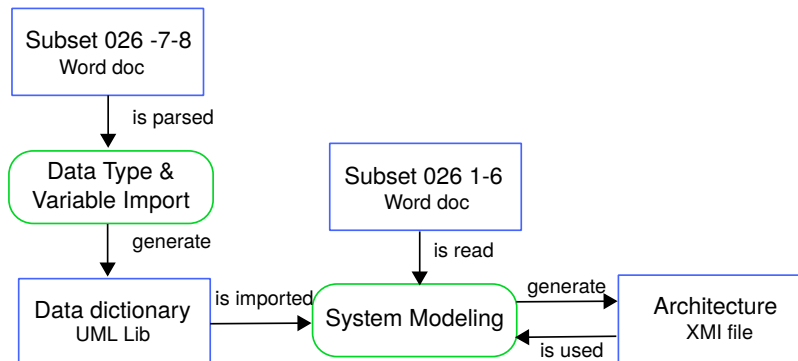 Subset 026 -7-8
Word doc
is parsed
Data Type &
Variable Import
generate
Subset 026 1-6
Word doc
is read
Data dictionary
UML Lib
is imported
System Modeling
generate
is used
Architecture
XMI file